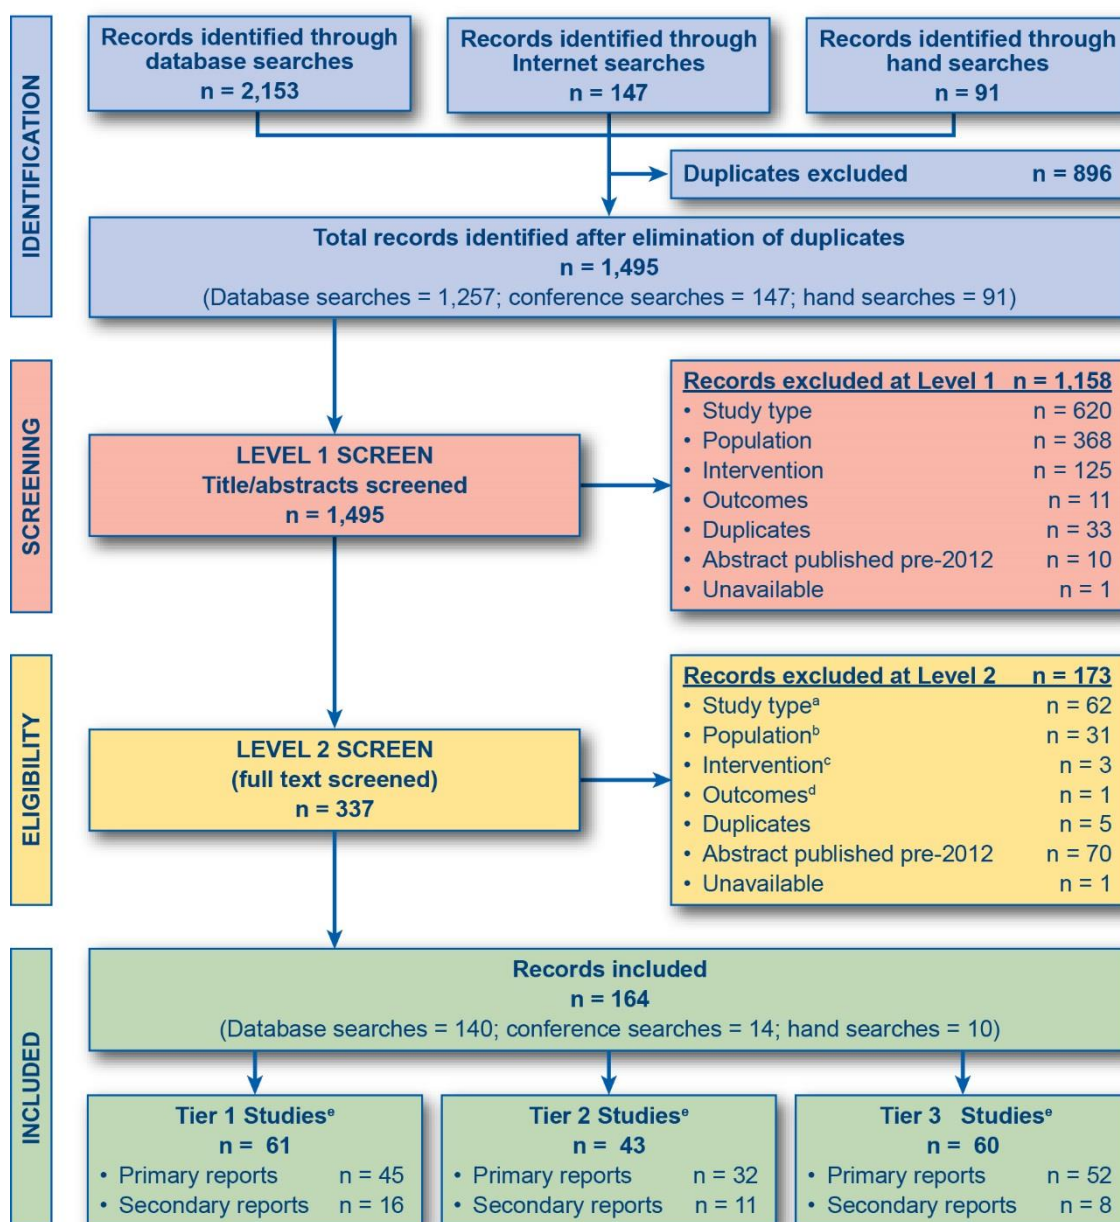 IDENTIFICATION
Records identified through
database searches
n = 2,153
Records identified through
Internet searches
n = 147
Records identified through
hand searches
n = 91
Duplicates excluded n = 896
Total records identified after elimination of duplicates
n = 1,495
(Database searches = 1,257; conference searches = 147; hand searches = 91)
SCREENING
LEVEL 1 SCREEN
Title/abstracts screened
n = 1,495
Records excluded at Level 1 n = 1,158
• Study type n = 620
• Population n = 368
• Intervention n = 125
• Outcomes n = 11
• Duplicates n = 33
• Abstract published pre-2012 n = 10
• Unavailable n = 1
ELIGIBILITY
LEVEL 2 SCREEN
(full text screened)
n = 337
Records excluded at Level 2 n = 173
• Study typeᵃ n = 62
• Populationᵇ n = 31
• Interventionᶜ n = 3
• Outcomesᵈ n = 1
• Duplicates n = 5
• Abstract published pre-2012 n = 70
• Unavailable n = 1
INCLUDED
Records included
n = 164
(Database searches = 140; conference searches = 14; hand searches = 10)
Tier 1 Studiesᵉ
n = 61
• Primary reports n = 45
• Secondary reports n = 16
Tier 2 Studiesᵉ
n = 43
• Primary reports n = 32
• Secondary reports n = 11
Tier 3 Studiesᵉ
n = 60
• Primary reports n = 52
• Secondary reports n = 8